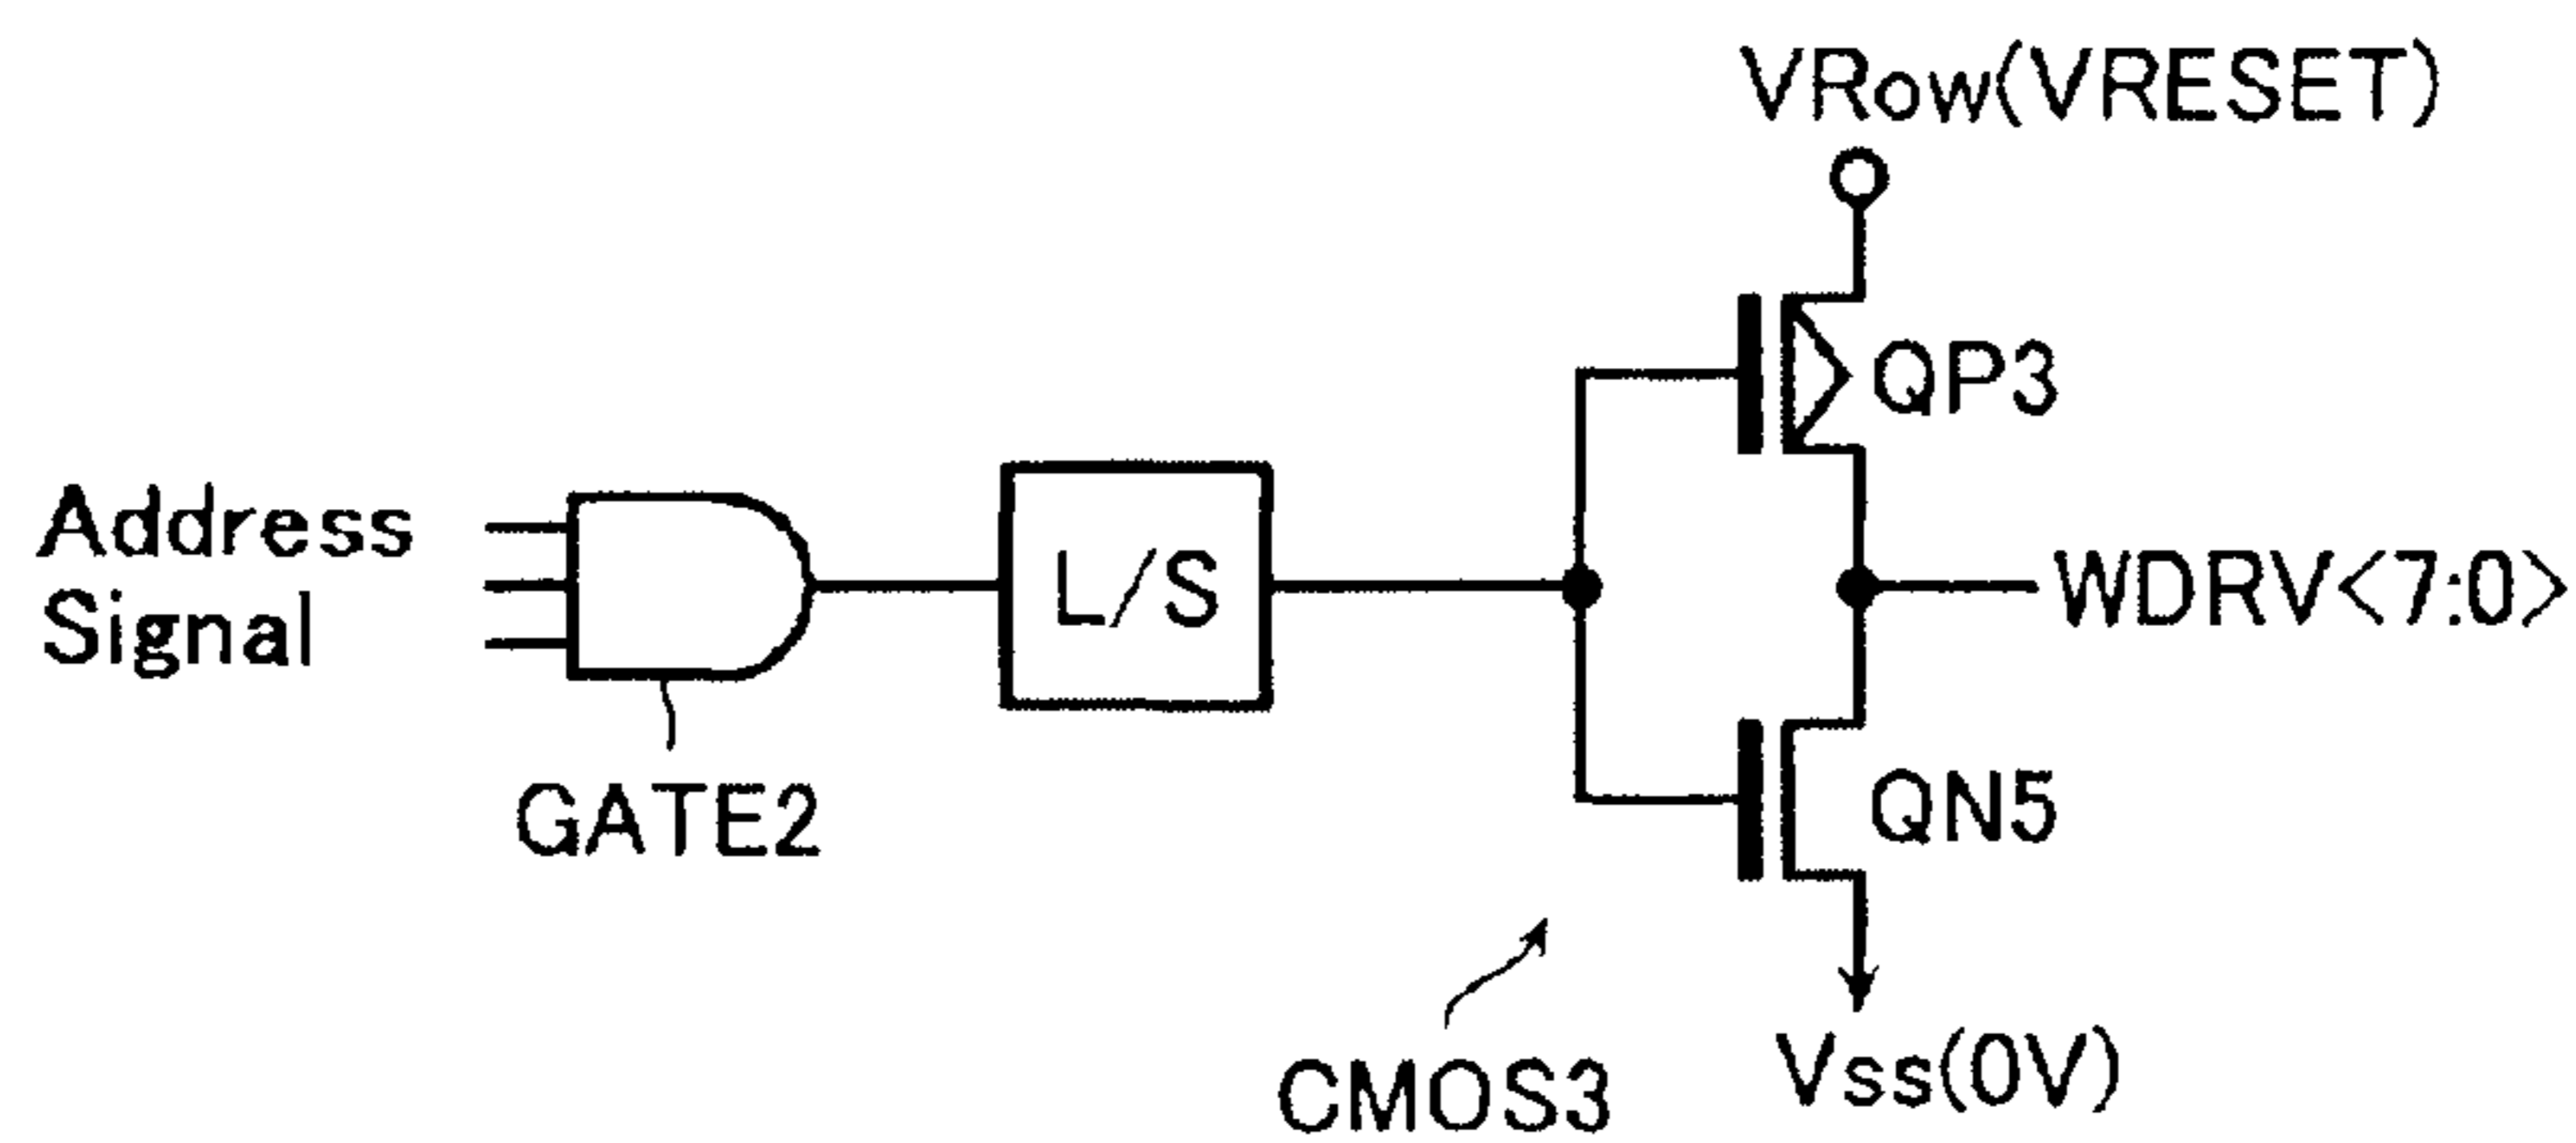 VRow(VRESET)
QP3
Address
Signal
L/S
WDRV<7:0>
GATE2
QN5
CMOS3
Vss(0V)